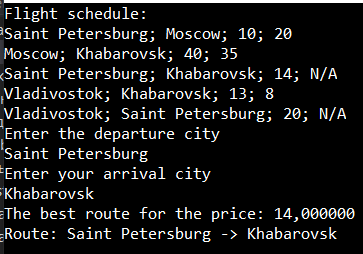 Flight schedule:
Saint Petersburg; Moscow; 10; 20
Moscow; Khabarovsk; 40; 35
Saint Petersburg; Khabarovsk; 14; N/A
Vladivostok; Khabarovsk; 13; 8
Vladivostok; Saint Petersburg; 20; N/A
Enter the departure city
Saint Petersburg
Enter your arrival city
Khabarovsk
The best route for the price: 14,000000
Route: Saint Petersburg -> Khabarovsk